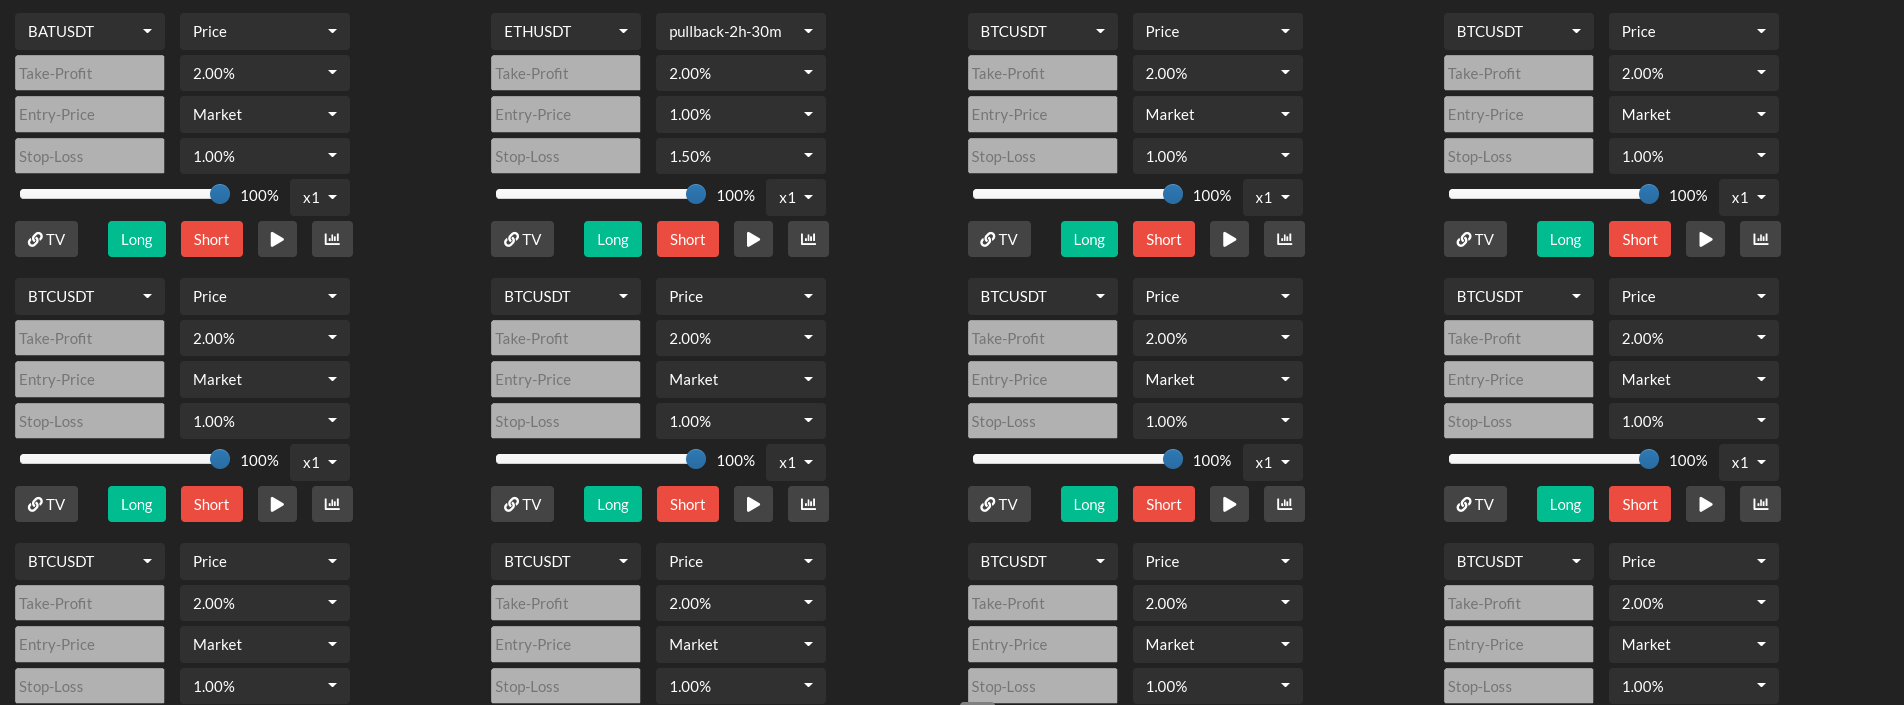 BATUSDT Price ETHUSDT pullback-2h-30m BTCUSDT Price BTCUSDT Price
Take-Profit 2.00% Take-Profit 2.00% Take-Profit 2.00% Take-Profit 2.00%
Entry-Price Market Entry-Price 1.00% Entry-Price Market Entry-Price Market
Stop-Loss 1.00% Stop-Loss 1.50% Stop-Loss 1.00% Stop-Loss 1.00%
100% x1 100% x1 100% x1 100% x1
TV Long Short TV Long Short TV Long Short TV Long Short
BTCUSDT Price BTCUSDT Price BTCUSDT Price BTCUSDT Price
Take-Profit 2.00% Take-Profit 2.00% Take-Profit 2.00% Take-Profit 2.00%
Entry-Price Market Entry-Price Market Entry-Price Market Entry-Price Market
Stop-Loss 1.00% Stop-Loss 1.00% Stop-Loss 1.00% Stop-Loss 1.00%
100% x1 100% x1 100% x1 100% x1
TV Long Short TV Long Short TV Long Short TV Long Short
BTCUSDT Price BTCUSDT Price BTCUSDT Price BTCUSDT Price
Take-Profit 2.00% Take-Profit 2.00% Take-Profit 2.00% Take-Profit 2.00%
Entry-Price Market Entry-Price Market Entry-Price Market Entry-Price Market
Stop-Loss 1.00% Stop-Loss 1.00% Stop-Loss 1.00% Stop-Loss 1.00%